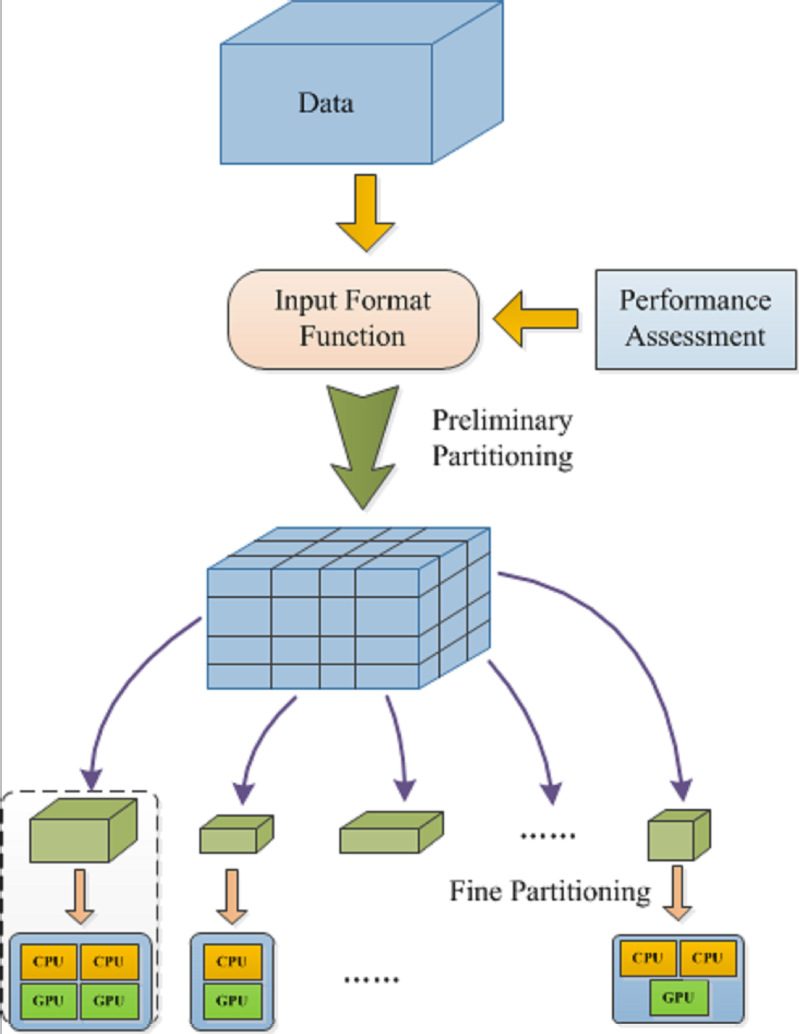 Data
Input Format
Function
Performance
Assessment
Preliminary
Partitioning
......
Fine Partitioning
CPU CPU
GPU GPU
CPU
GPU
......
CPU CPU
GPU